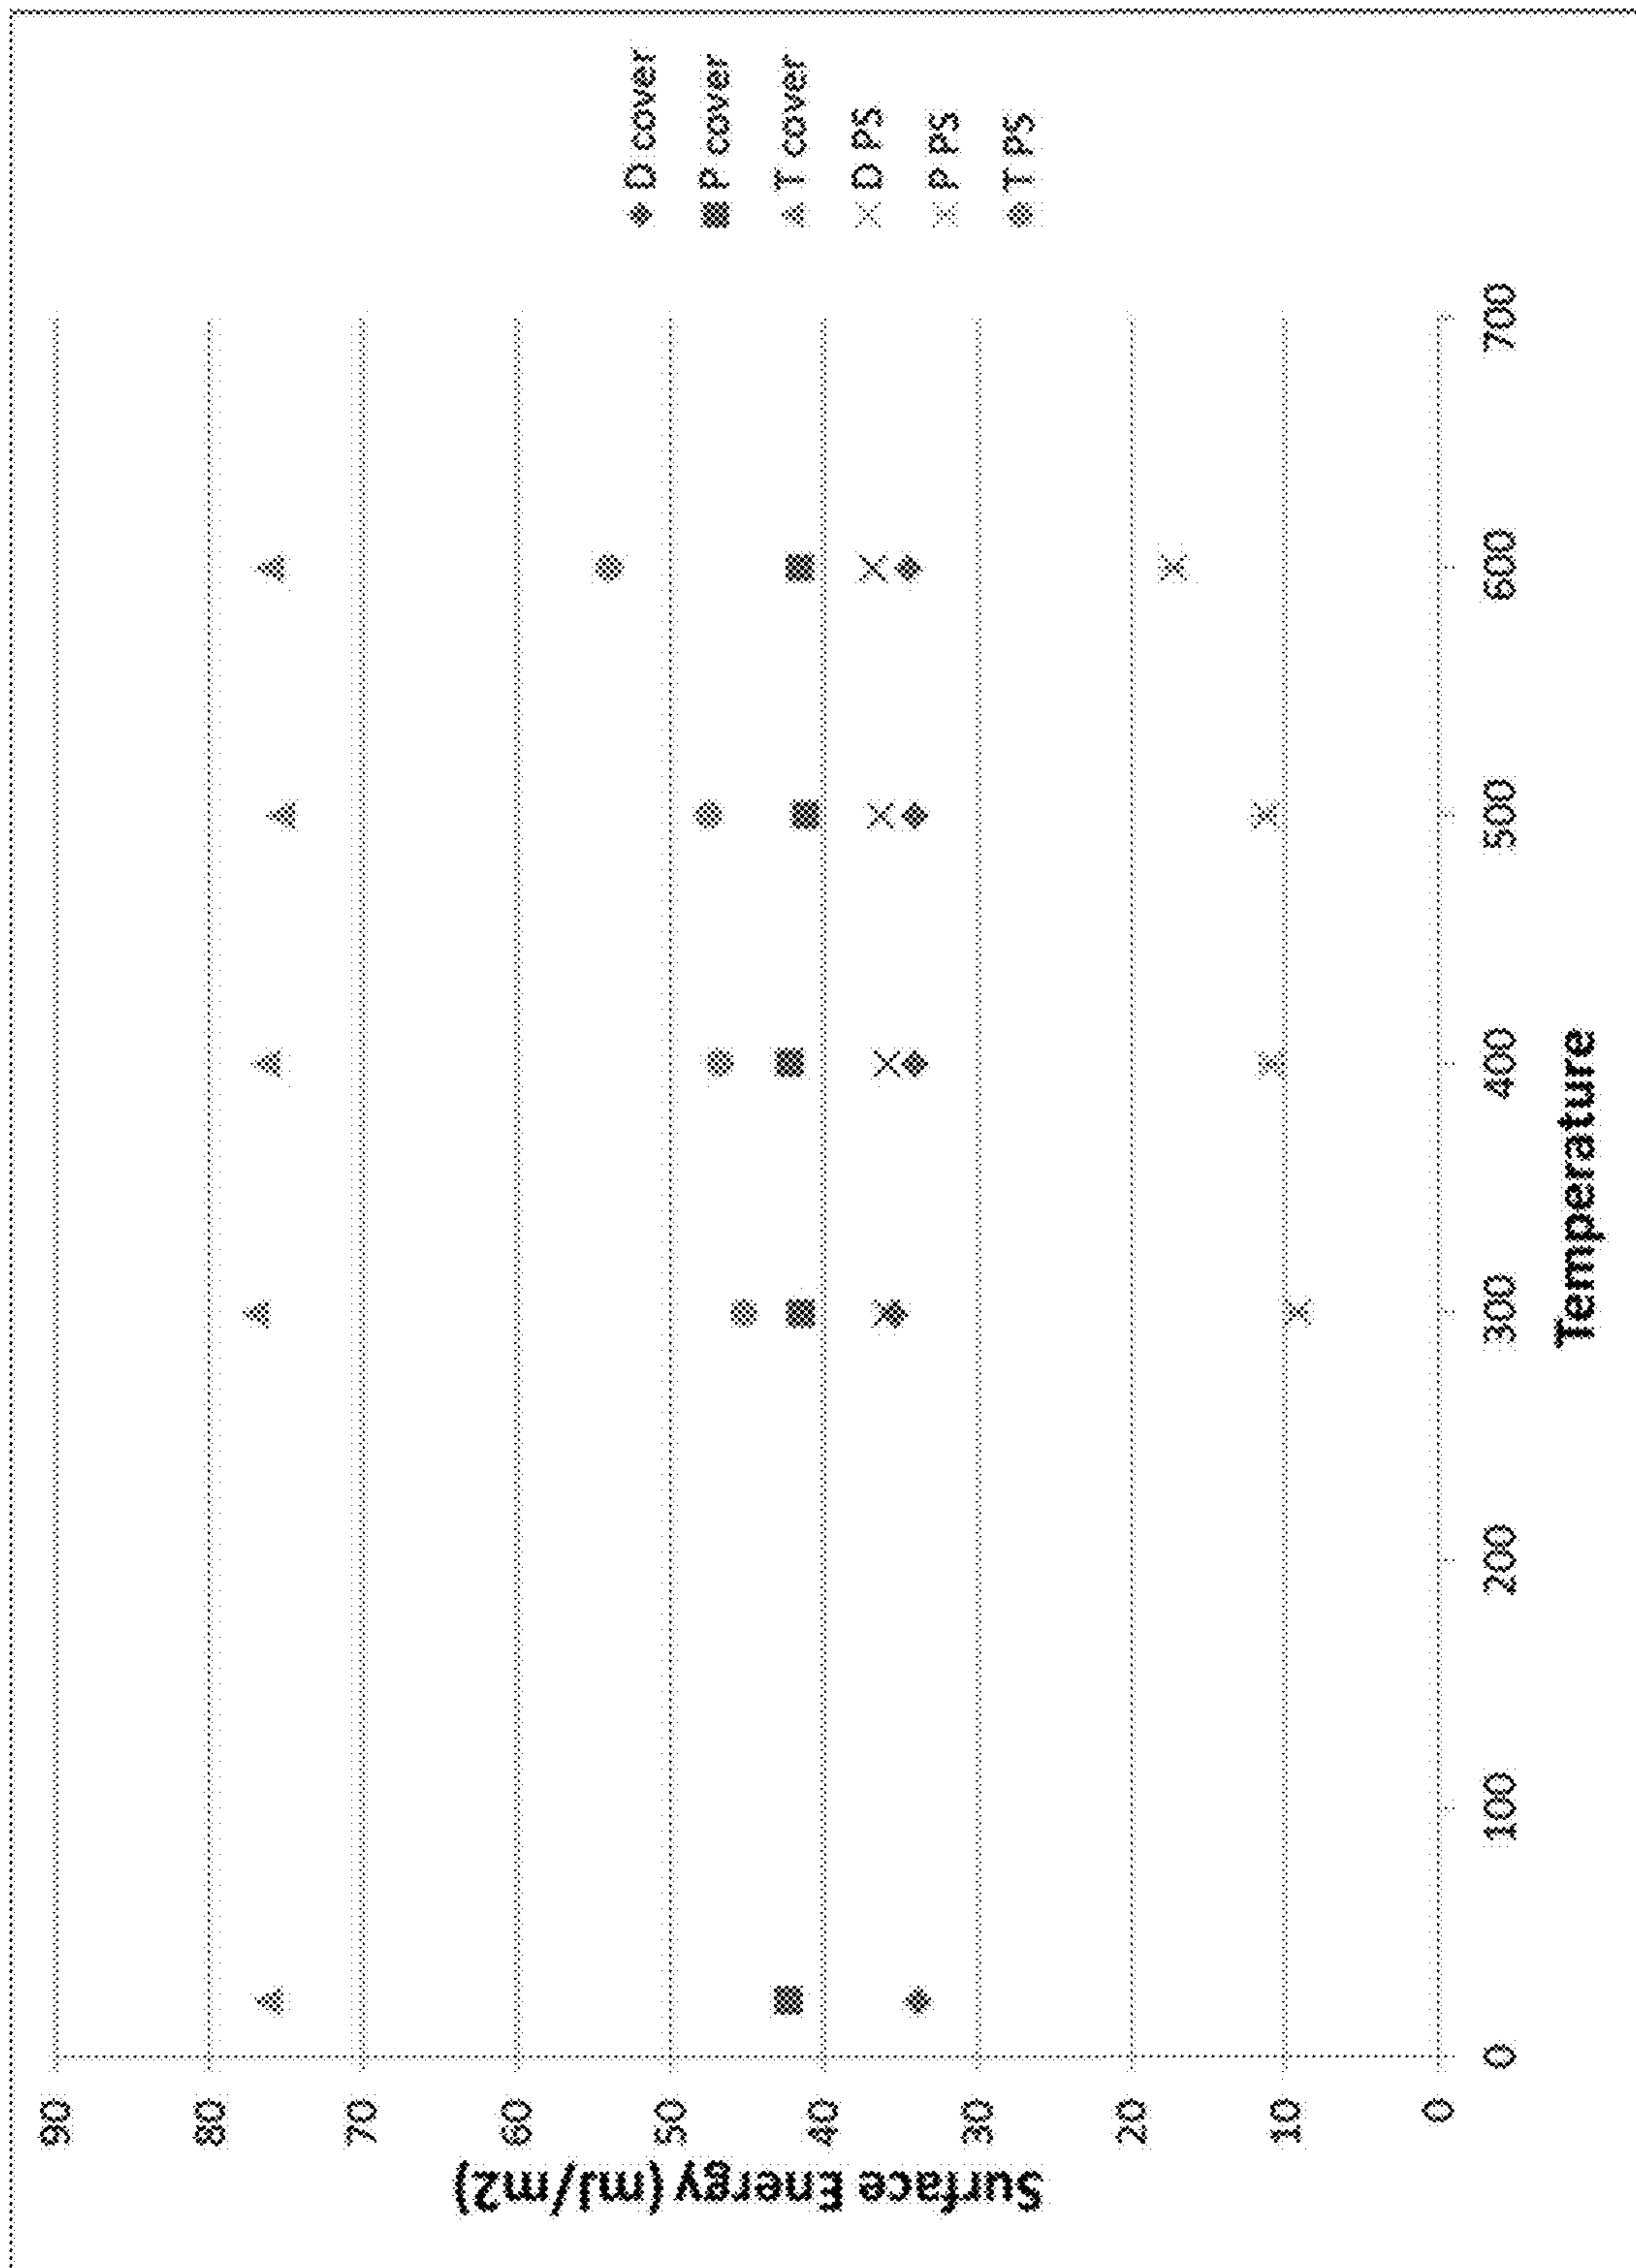 Surface Energy (mJ/m2)
90
80
70
60
50
40
30
20
10
0
0 100 200 300 400 500 600 700
Temperature
D cover
P cover
T cover
D PS
P PS
T PS